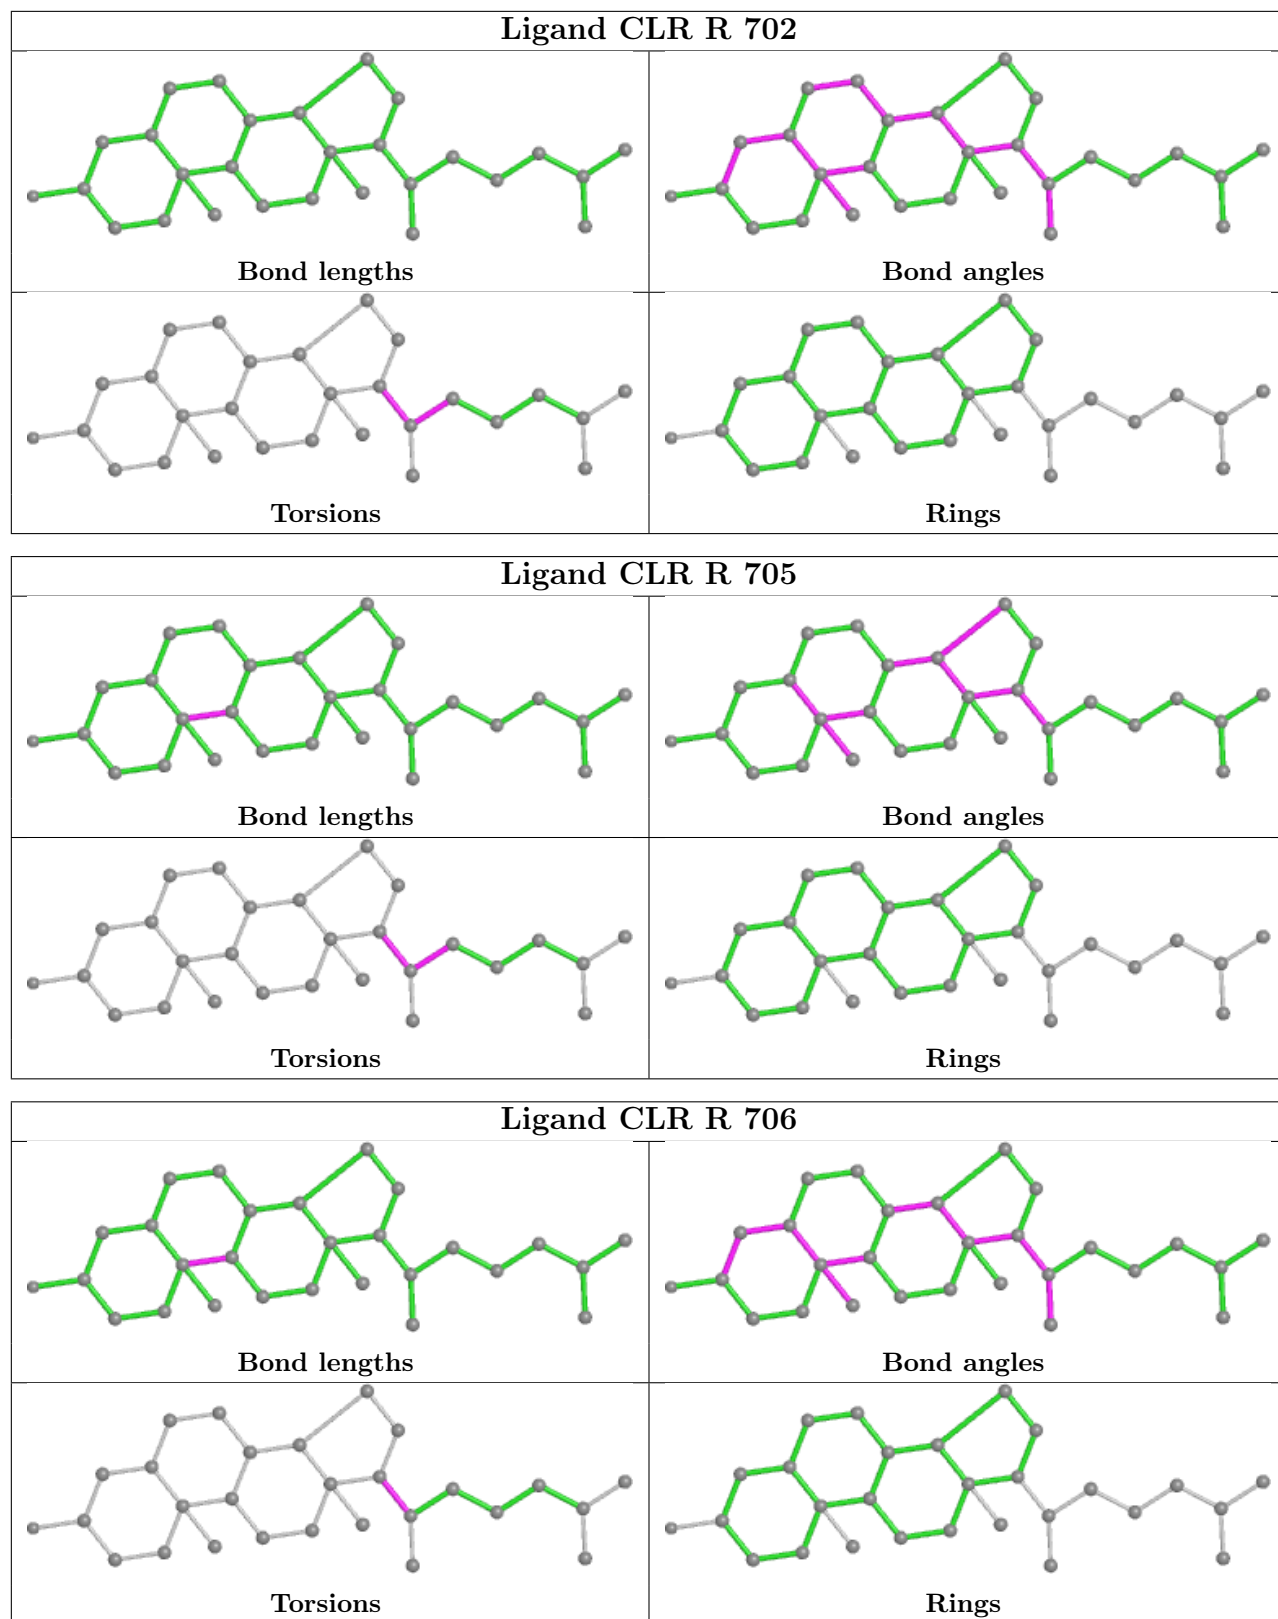 Ligand CLR R 702
Bond lengths
Bond angles
Torsions
Rings
Ligand CLR R 705
Bond lengths
Bond angles
Torsions
Rings
Ligand CLR R 706
Bond lengths
Bond angles
Torsions
Rings